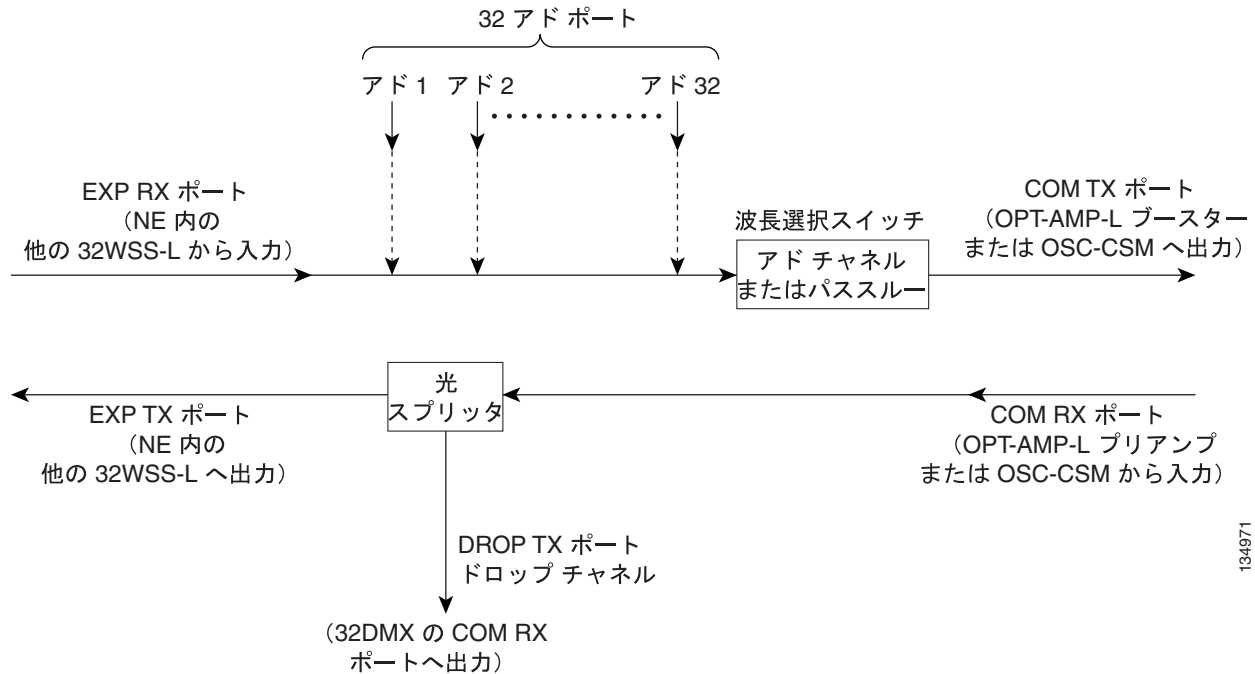 32 アド ポート
アド 1
アド 2
アド 32
EXP RX ポート
（NE 内の
他の 32WSS-L から入力）
波長選択スイッチ
アド チャネル
またはパススルー
COM TX ポート
（OPT-AMP-L ブースター
または OSC-CSM へ出力）
光
スプリッタ
EXP TX ポート
（NE 内の
他の 32WSS-L へ出力）
COM RX ポート
（OPT-AMP-L プリアンプ
または OSC-CSM から入力）
DROP TX ポート
ドロップ チャネル
（32DMX の COM RX
ポートへ出力）
134971